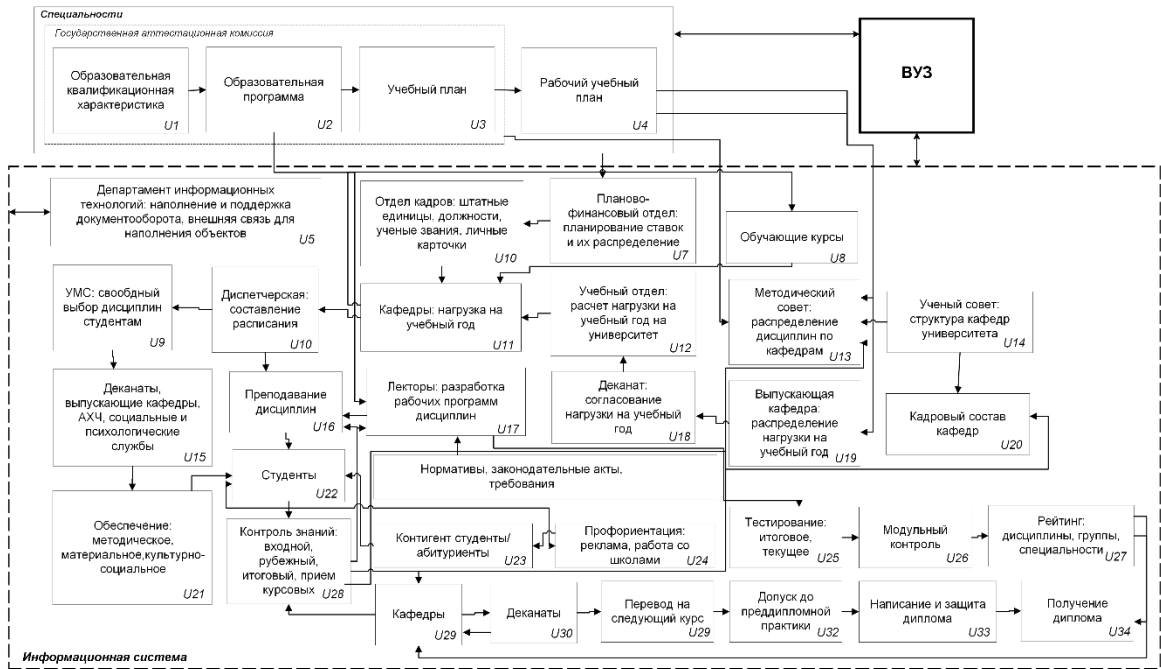 Специальности
Государственная аттестационная комиссия
Образовательная
квалификационная
характеристика
U1
Образовательная
программа
U2
Учебный план
U3
Рабочий учебный
план
U4
ВУЗ
Департамент информационных
технологий: наполнение и поддержка
документооборота, внешняя связь для
наполнения объектов
U5
Отдел кадров: штатные
единицы, должности,
ученые звания, личные
карточки
U10
Планово-
финансовый отдел:
планирование ставок
и их распределение
U7
Обучающие курсы
U8
УМС: свообдный
выбор дисциплин
студентам
U9
Диспетчерская:
составление
расписания
U10
Кафедры: нагрузка на
учебный год
U11
Учебный отдел:
расчет нагрузки на
учебный год на
университет
U12
Методический
совет:
распределение
дисциплин по
кафедрам
U13
Ученый совет:
структура кафедр
университета
U14
Деканаты,
выпускающие кафедры,
АХЧ, социальные и
психологические
службы
U15
Преподавание
дисциплин
U16
Лекторы: разработка
рабочих программ
дисциплин
U17
Деканат:
согласование
нагрузки на учебный
год
U18
Выпускающая
кафедра:
распределение
нагрузки на
учебный год
U19
Кадровый состав
кафедр
U20
Нормативы, законодательные акты,
требования
Обеспечение:
методическое,
материальное,культурно-
социальное
U21
Студенты
U22
Контроль знаний:
входной,
рубежный,
итоговый, прием
курсовых
U28
Контигент студенты/
абитуриенты
U23
Профориентация:
реклама, работа со
школами
U24
Тестирование:
итоговое,
текущее
U25
Модульный
контроль
U26
Рейтинг:
дисциплины, группы,
специальности
U27
Кафедры
U29
Деканаты
U30
Перевод на
следующий курс
U29
Допуск до
преддипломной
практики
U32
Написание и защита
диплома
U33
Получение
диплома
U34
Информационная система